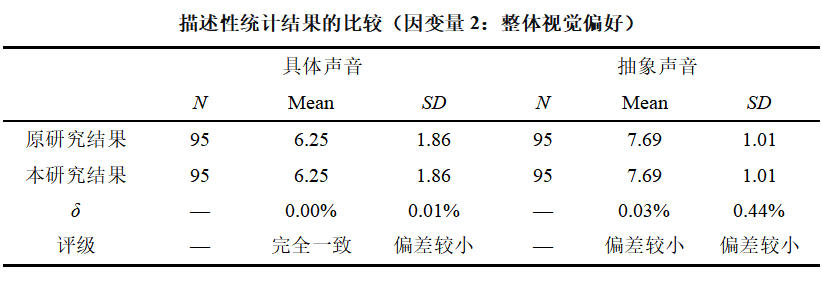 描述性统计结果的比较（因变量2：整体视觉偏好）
具体声音 抽象声音
N Mean SD N Mean SD
原研究结果 95 6.25 1.86 95 7.69 1.01
本研究结果 95 6.25 1.86 95 7.69 1.01
δ — 0.00% 0.01% — 0.03% 0.44%
评级 — 完全一致 偏差较小 — 偏差较小 偏差较小